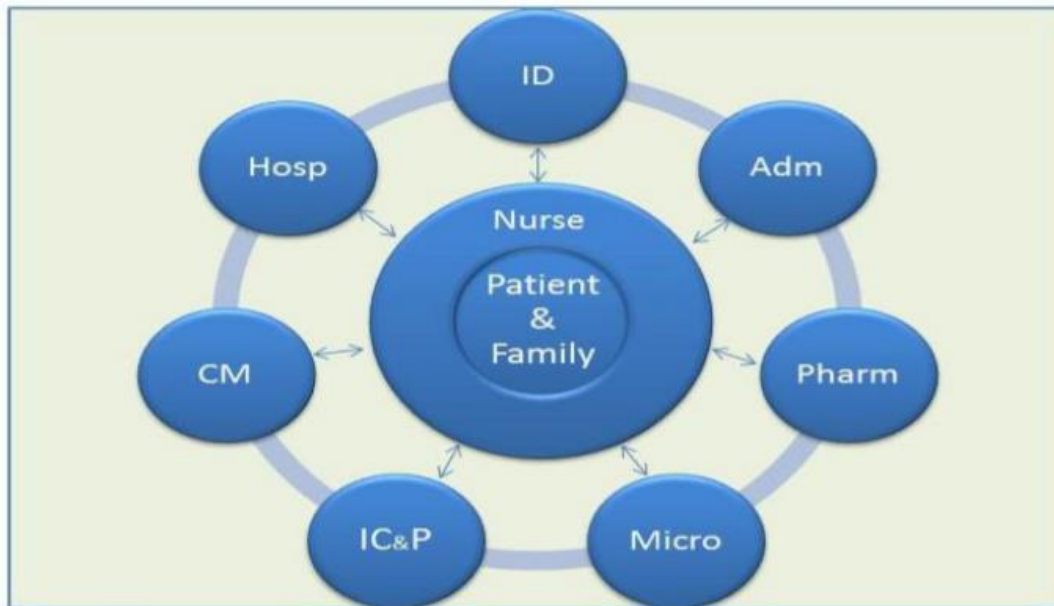 ID
Hosp
Adm
Nurse
Patient
&
Family
CM
Pharm
IC&P
Micro